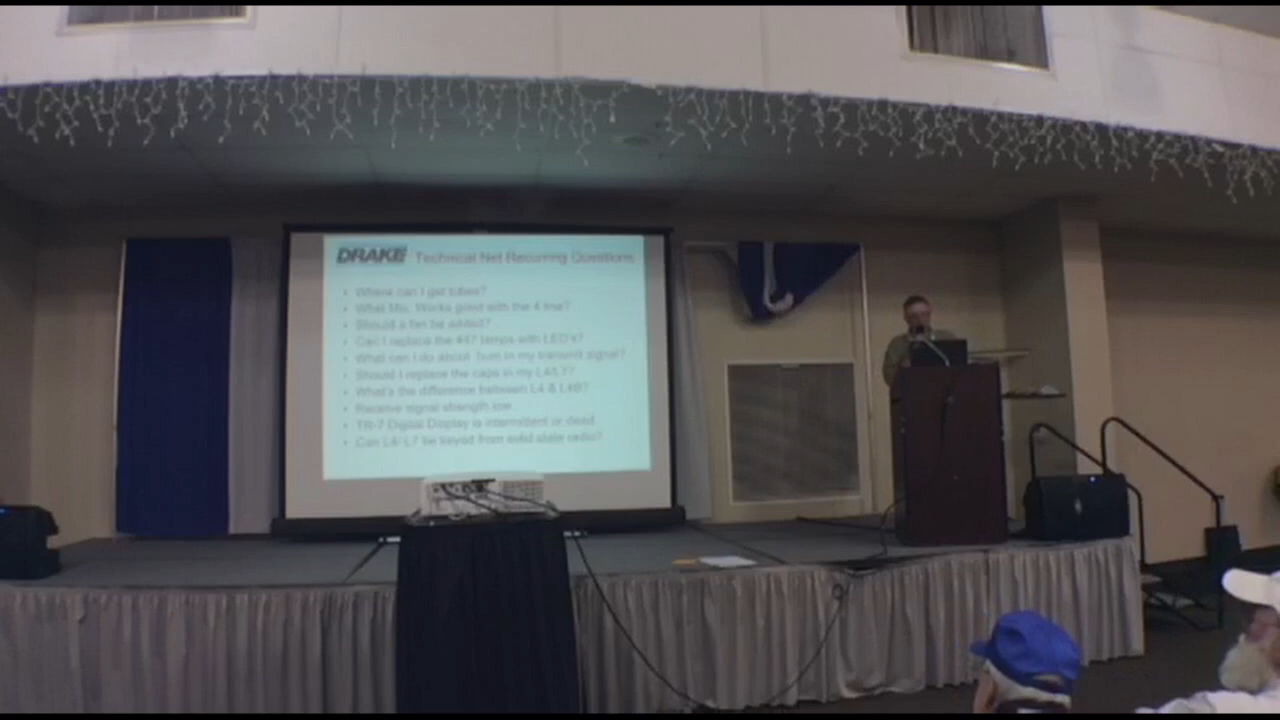 DRAKE Technical Net Recurring Questions
• Where can I get tubes?
• What Works good with the 4 line?
• Should a fan be added?
• Can I replace the #47 lamps with LED's?
• What can I do about hum in my transmit signal?
• Should I replace the caps in my L4/L7?
• What's the difference between L4 & L4B?
• Receive signal strength low
• TR-7 Digital Display is intermittent or dead
• Can L4/ L7 be keyed from solid state radio?